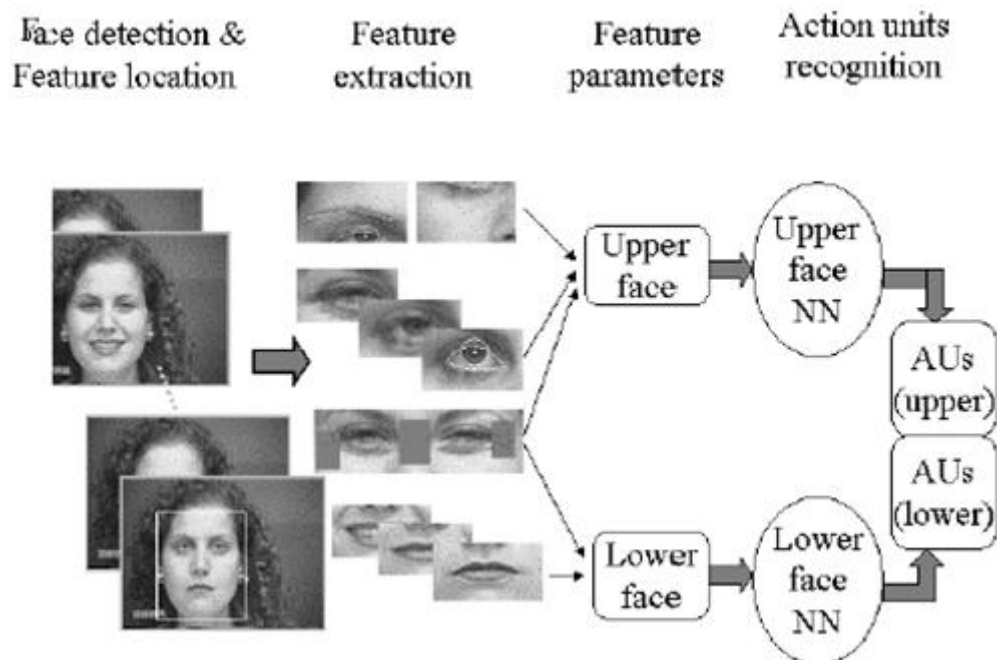 Face detection &
Feature location
Feature
extraction
Feature
parameters
Action units
recognition
Upper
face
Upper
face
NN
AUs
(upper)
AUs
(lower)
Lower
face
Lower
face
NN